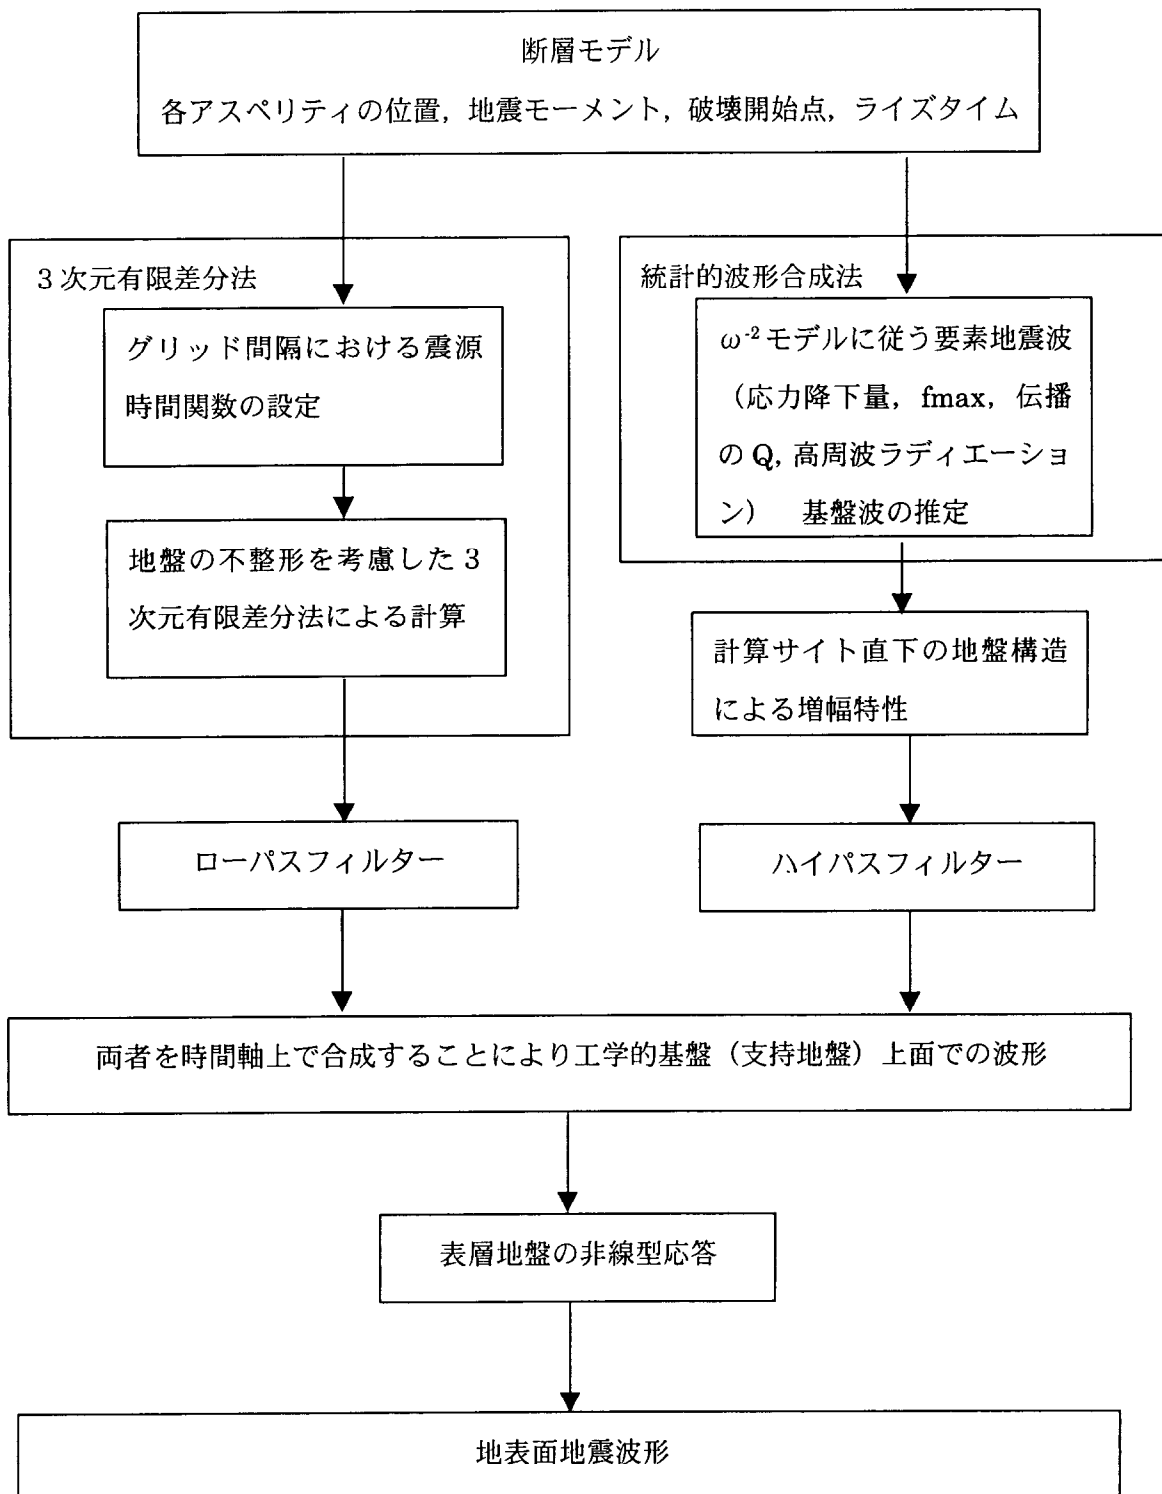 断層モデル
各アスペリティの位置，地震モーメント，破壊開始点，ライズタイム
3次元有限差分法
グリッド間隔における震源
時間関数の設定
地盤の不整形を考慮した3
次元有限差分法による計算
ローパスフィルター
統計的波形合成法
ω-2モデルに従う要素地震波
（応力降下量，fmax，伝播
のQ，高周波ラディエーショ
ン）　基盤波の推定
計算サイト直下の地盤構造
による増幅特性
ハイパスフィルター
両者を時間軸上で合成することにより工学的基盤（支持地盤）上面での波形
表層地盤の非線型応答
地表面地震波形